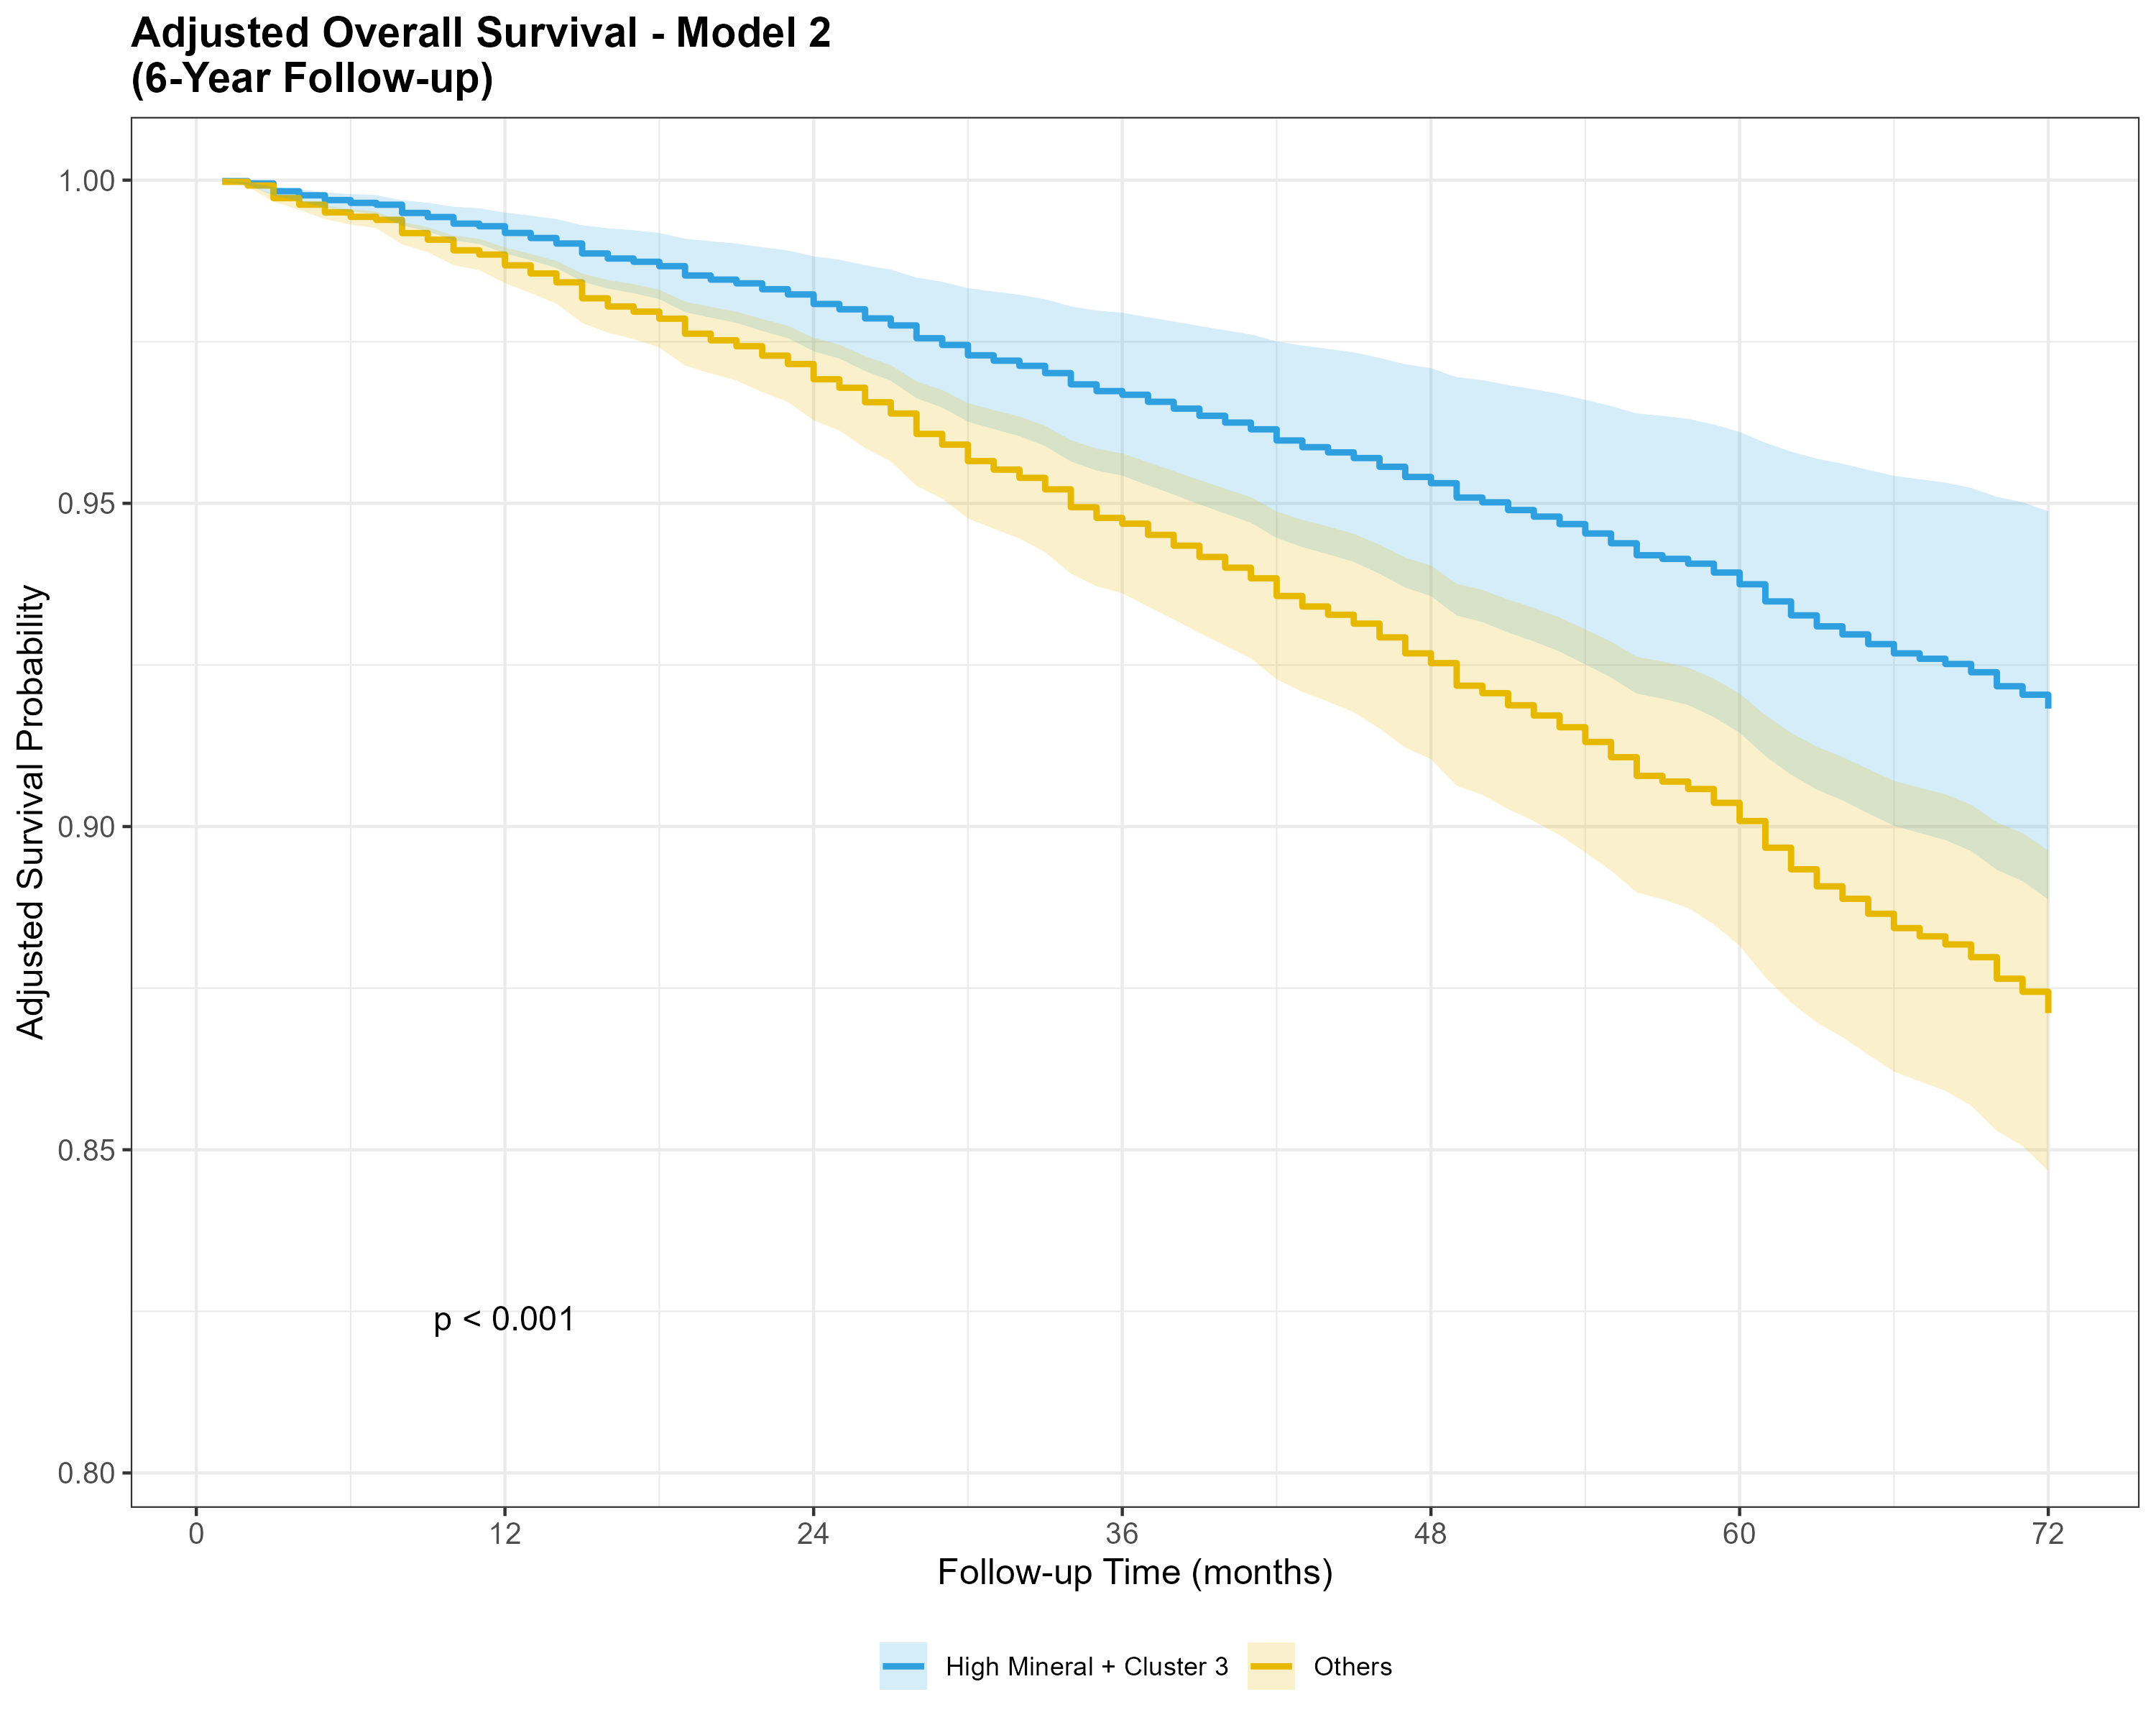 Adjusted Overall Survival - Model 2
(6-Year Follow-up)
Adjusted Survival Probability
1.00
0.95
0.90
0.85
0.80
p < 0.001
0 12 24 36 48 60 72
Follow-up Time (months)
High Mineral + Cluster 3 Others